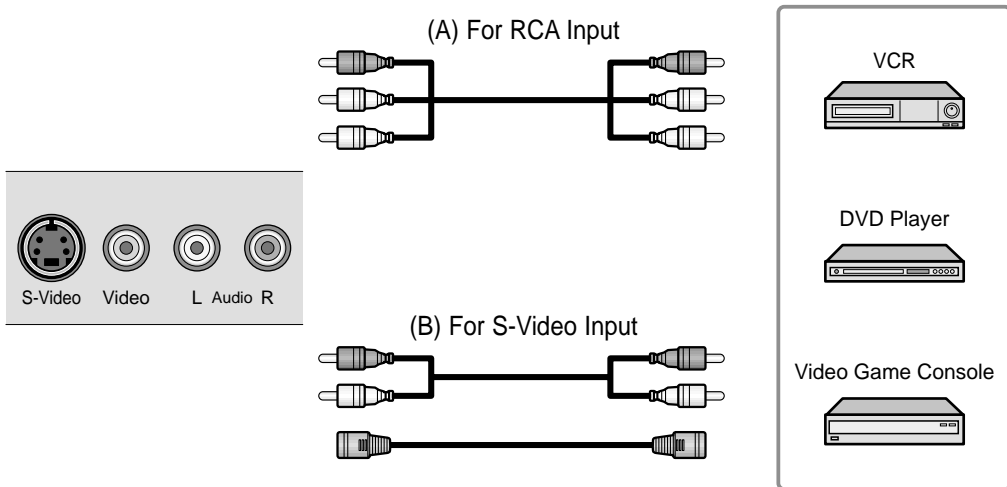 (A) For RCA Input
VCR
DVD Player
S-Video Video L Audio R
(B) For S-Video Input
Video Game Console